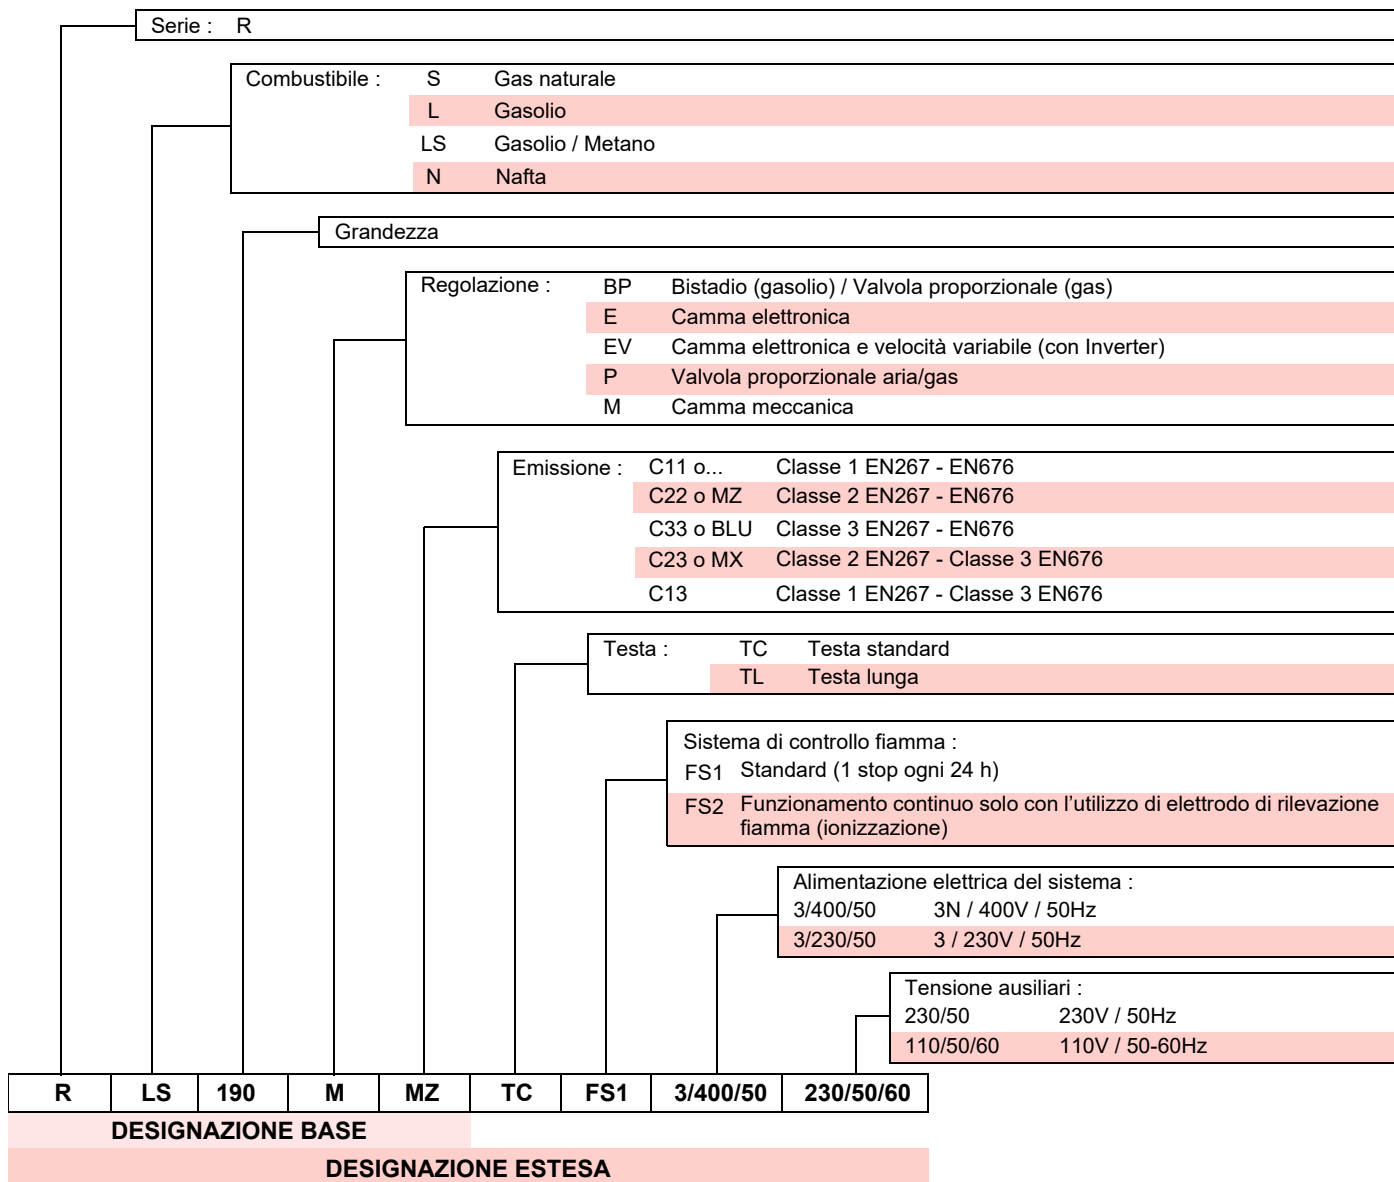 Serie : R
Combustibile : S Gas naturale
L Gasolio
LS Gasolio / Metano
N Nafta
Grandezza
Regolazione : BP Bistadio (gasolio) / Valvola proporzionale (gas)
E Camma elettronica
EV Camma elettronica e velocità variabile (con Inverter)
P Valvola proporzionale aria/gas
M Camma meccanica
Emissione : C11 o... Classe 1 EN267 - EN676
C22 o MZ Classe 2 EN267 - EN676
C33 o BLU Classe 3 EN267 - EN676
C23 o MX Classe 2 EN267 - Classe 3 EN676
C13 Classe 1 EN267 - Classe 3 EN676
Testa : TC Testa standard
TL Testa lunga
Sistema di controllo fiamma :
FS1 Standard (1 stop ogni 24 h)
FS2 Funzionamento continuo solo con l’utilizzo di elettrodo di rilevazione
fiamma (ionizzazione)
Alimentazione elettrica del sistema :
3/400/50 3N / 400V / 50Hz
3/230/50 3 / 230V / 50Hz
Tensione ausiliari :
230/50 230V / 50Hz
110/50/60 110V / 50-60Hz
R LS 190 M MZ TC FS1 3/400/50 230/50/60
DESIGNAZIONE BASE
DESIGNAZIONE ESTESA